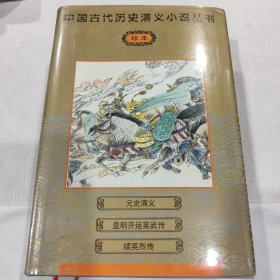 中国古代历史演义小说丛书
珍本
元史演义
皇明开运英武传
续英烈传